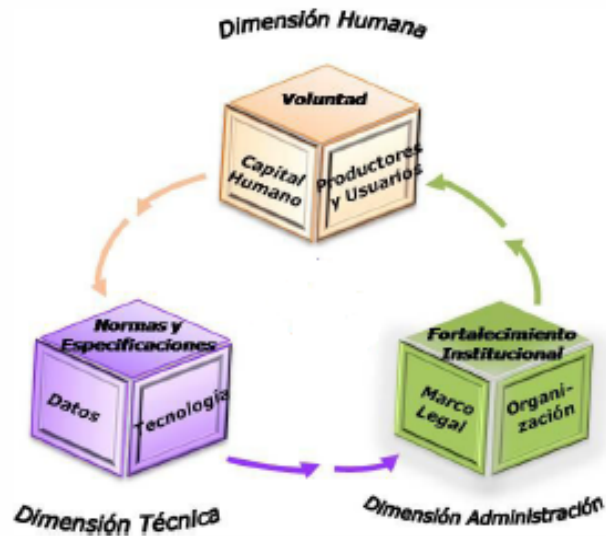 Dimensión Humana
Voluntad
Capital
Humano
Productores
y Usuarios
Normas y
Especificaciones
Datos
Tecnología
Fortalecimiento
Institucional
Marco
Legal
Organi-
zación
Dimensión Técnica
Dimensión Administración